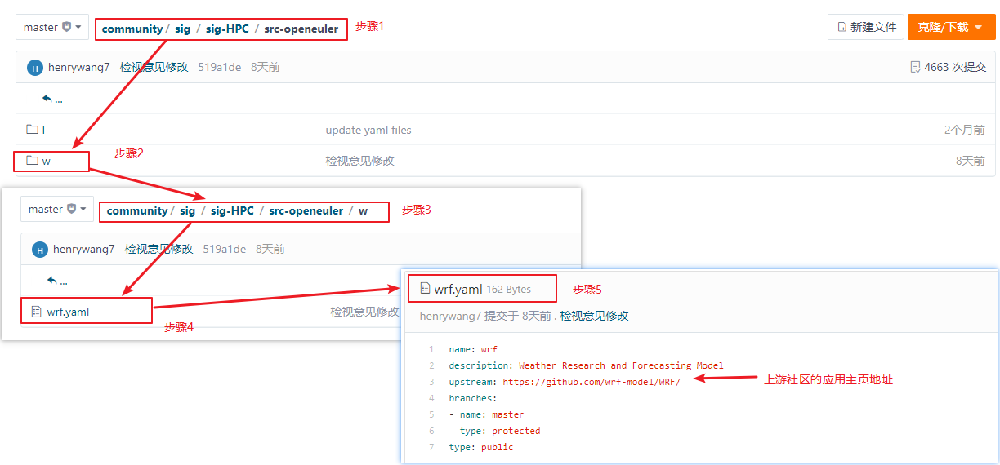 master
community / sig / sig-HPC / src-openeuler
步骤1
新建文件
克隆/下载
H henrywang7 检视意见修改 519a1de 8天前
4663 次提交
...
l update yaml files 2个月前
步骤2
w 检视意见修改 8天前
master
community / sig / sig-HPC / src-openeuler / w
步骤3
H henrywang7 检视意见修改 519a1de 8天前
...
wrf.yaml 检视意见修改
步骤4
wrf.yaml 162 Bytes
步骤5
henrywang7 提交于 8天前 . 检视意见修改
1 name: wrf
2 description: Weather Research and Forecasting Model
3 upstream: https://github.com/wrf-model/WRF/
上游社区的应用主页地址
4 branches:
5 - name: master
6 type: protected
7 type: public